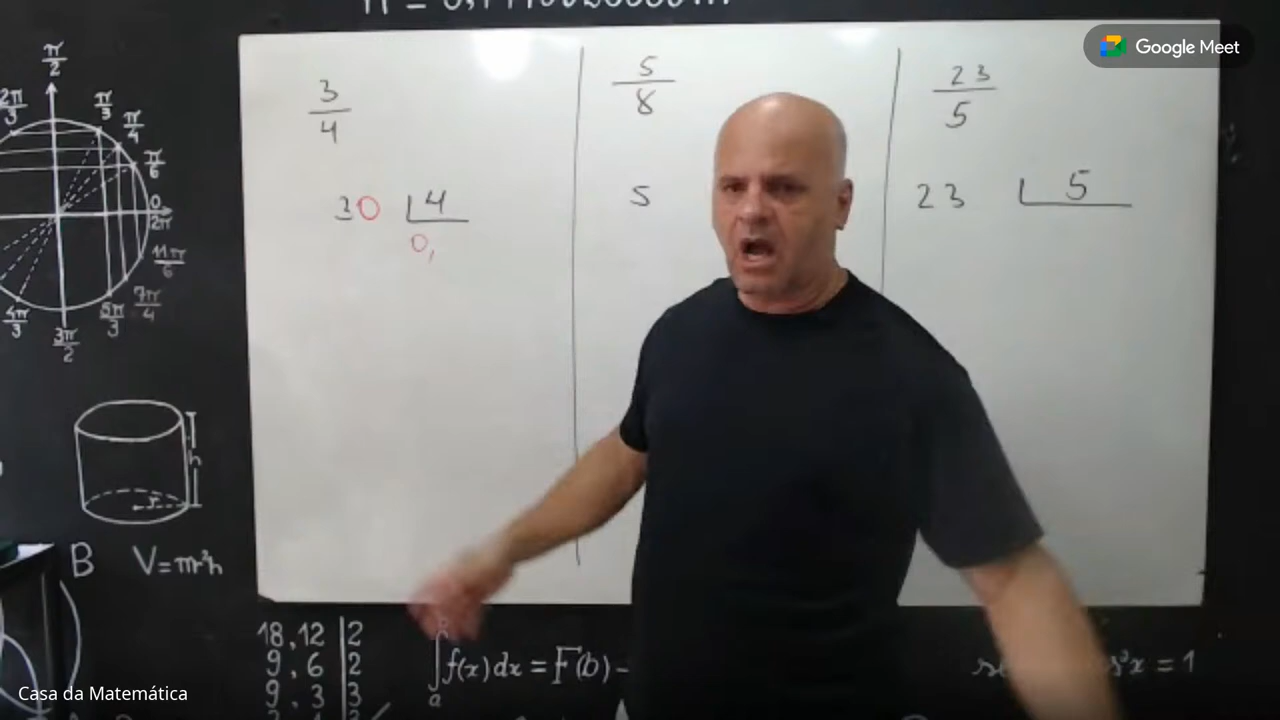 Google Meet
π/2
2π/3
π/3
π/4
π/6
0
2π
11π/6
7π/4
5π/3
3π/2
4π/3
3/4
30 4
0,
5/8
5
23/5
23 5
h
r
B V=πr²h
18,12 | 2
9, 6 | 2
9, 3 | 3
∫ f(x)dx = F(b) -
a
x = 1
Casa da Matemática